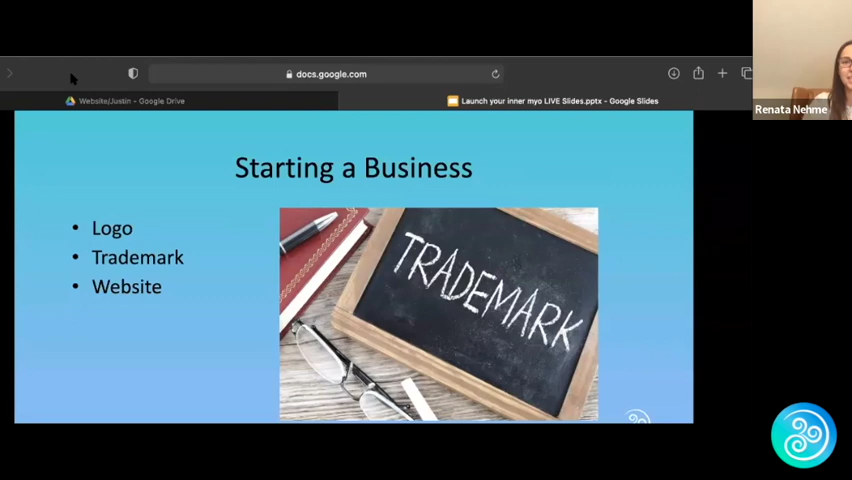 docs.google.com
Website/Justin - Google Drive
Launch your inner myo LIVE Slides.pptx - Google Slides
Renata Nehme
Starting a Business
• Logo
• Trademark
• Website
TRADEMARK